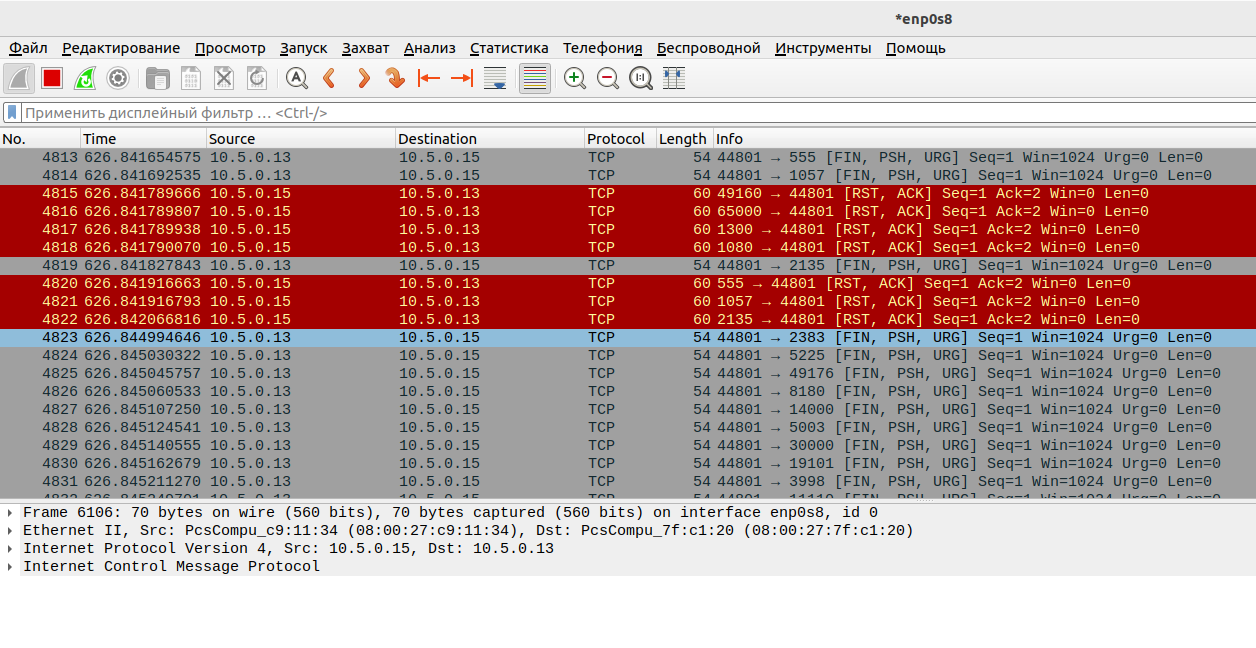 *enp0s8
Файл Редактирование Просмотр Запуск Захват Анализ Статистика Телефония Беспроводной Инструменты Помощь
Применить дисплейный фильтр … <Ctrl-/>
No. Time Source Destination Protocol Length Info
4813 626.841654575 10.5.0.13 10.5.0.15 TCP 54 44801 → 555 [FIN, PSH, URG] Seq=1 Win=1024 Urg=0 Len=0
4814 626.841692535 10.5.0.13 10.5.0.15 TCP 54 44801 → 1057 [FIN, PSH, URG] Seq=1 Win=1024 Urg=0 Len=0
4815 626.841789666 10.5.0.15 10.5.0.13 TCP 60 49160 → 44801 [RST, ACK] Seq=1 Ack=2 Win=0 Len=0
4816 626.841789807 10.5.0.15 10.5.0.13 TCP 60 65000 → 44801 [RST, ACK] Seq=1 Ack=2 Win=0 Len=0
4817 626.841789938 10.5.0.15 10.5.0.13 TCP 60 1300 → 44801 [RST, ACK] Seq=1 Ack=2 Win=0 Len=0
4818 626.841790070 10.5.0.15 10.5.0.13 TCP 60 1080 → 44801 [RST, ACK] Seq=1 Ack=2 Win=0 Len=0
4819 626.841827843 10.5.0.13 10.5.0.15 TCP 54 44801 → 2135 [FIN, PSH, URG] Seq=1 Win=1024 Urg=0 Len=0
4820 626.841916663 10.5.0.15 10.5.0.13 TCP 60 555 → 44801 [RST, ACK] Seq=1 Ack=2 Win=0 Len=0
4821 626.841916793 10.5.0.15 10.5.0.13 TCP 60 1057 → 44801 [RST, ACK] Seq=1 Ack=2 Win=0 Len=0
4822 626.842066816 10.5.0.15 10.5.0.13 TCP 60 2135 → 44801 [RST, ACK] Seq=1 Ack=2 Win=0 Len=0
4823 626.844994646 10.5.0.13 10.5.0.15 TCP 54 44801 → 2383 [FIN, PSH, URG] Seq=1 Win=1024 Urg=0 Len=0
4824 626.845030322 10.5.0.13 10.5.0.15 TCP 54 44801 → 5225 [FIN, PSH, URG] Seq=1 Win=1024 Urg=0 Len=0
4825 626.845045757 10.5.0.13 10.5.0.15 TCP 54 44801 → 49176 [FIN, PSH, URG] Seq=1 Win=1024 Urg=0 Len=0
4826 626.845060533 10.5.0.13 10.5.0.15 TCP 54 44801 → 8180 [FIN, PSH, URG] Seq=1 Win=1024 Urg=0 Len=0
4827 626.845107250 10.5.0.13 10.5.0.15 TCP 54 44801 → 14000 [FIN, PSH, URG] Seq=1 Win=1024 Urg=0 Len=0
4828 626.845124541 10.5.0.13 10.5.0.15 TCP 54 44801 → 5003 [FIN, PSH, URG] Seq=1 Win=1024 Urg=0 Len=0
4829 626.845140555 10.5.0.13 10.5.0.15 TCP 54 44801 → 30000 [FIN, PSH, URG] Seq=1 Win=1024 Urg=0 Len=0
4830 626.845162679 10.5.0.13 10.5.0.15 TCP 54 44801 → 19101 [FIN, PSH, URG] Seq=1 Win=1024 Urg=0 Len=0
4831 626.845211270 10.5.0.13 10.5.0.15 TCP 54 44801 → 3998 [FIN, PSH, URG] Seq=1 Win=1024 Urg=0 Len=0
Frame 6106: 70 bytes on wire (560 bits), 70 bytes captured (560 bits) on interface enp0s8, id 0
Ethernet II, Src: PcsCompu_c9:11:34 (08:00:27:c9:11:34), Dst: PcsCompu_7f:c1:20 (08:00:27:7f:c1:20)
Internet Protocol Version 4, Src: 10.5.0.15, Dst: 10.5.0.13
Internet Control Message Protocol